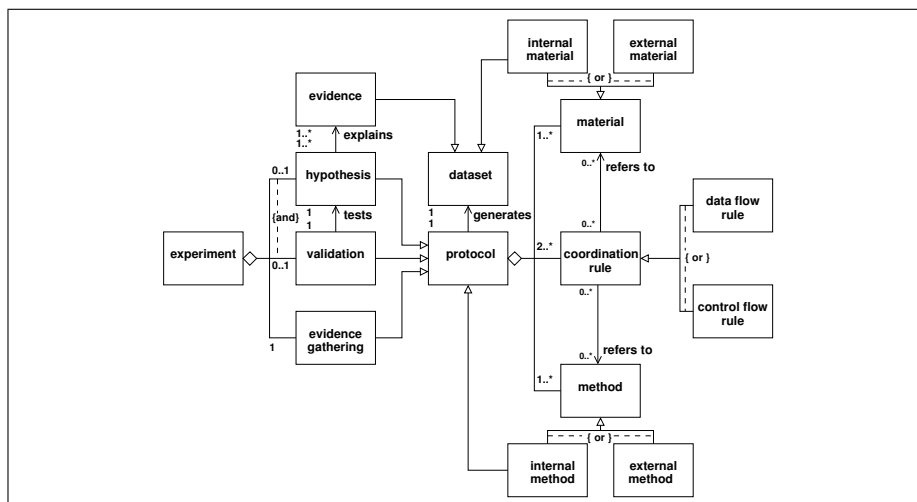 internal
material
external
material
{ or }
evidence
material
1..*
1..*
explains
1..*
0..*
refers to
0..1
hypothesis
dataset
data flow
rule
{and}
1
1
tests
1
1
generates
0..*
experiment
0..1
validation
protocol
2..*
coordination
rule
{ or }
0..*
control flow
rule
1
evidence
gathering
0..*
refers to
1..*
method
{ or }
internal
method
external
method